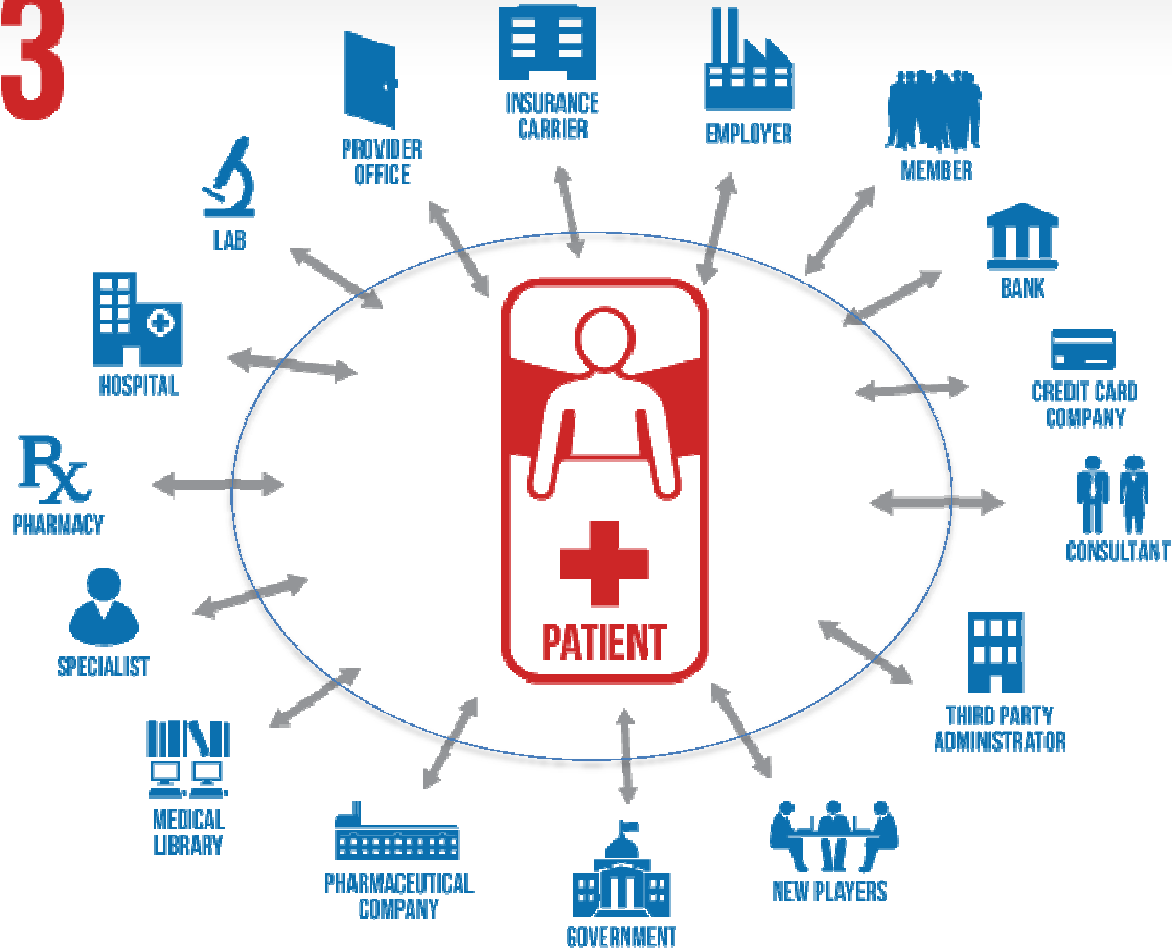 3
INSURANCE
CARRIER
EMPLOYER
PROVIDER
OFFICE
MEMBER
LAB
BANK
HOSPITAL
CREDIT CARD
COMPANY
Rx
PHARMACY
CONSULTANT
SPECIALIST
PATIENT
THIRD PARTY
ADMINISTRATOR
MEDICAL
LIBRARY
PHARMACEUTICAL
COMPANY
NEW PLAYERS
GOVERNMENT